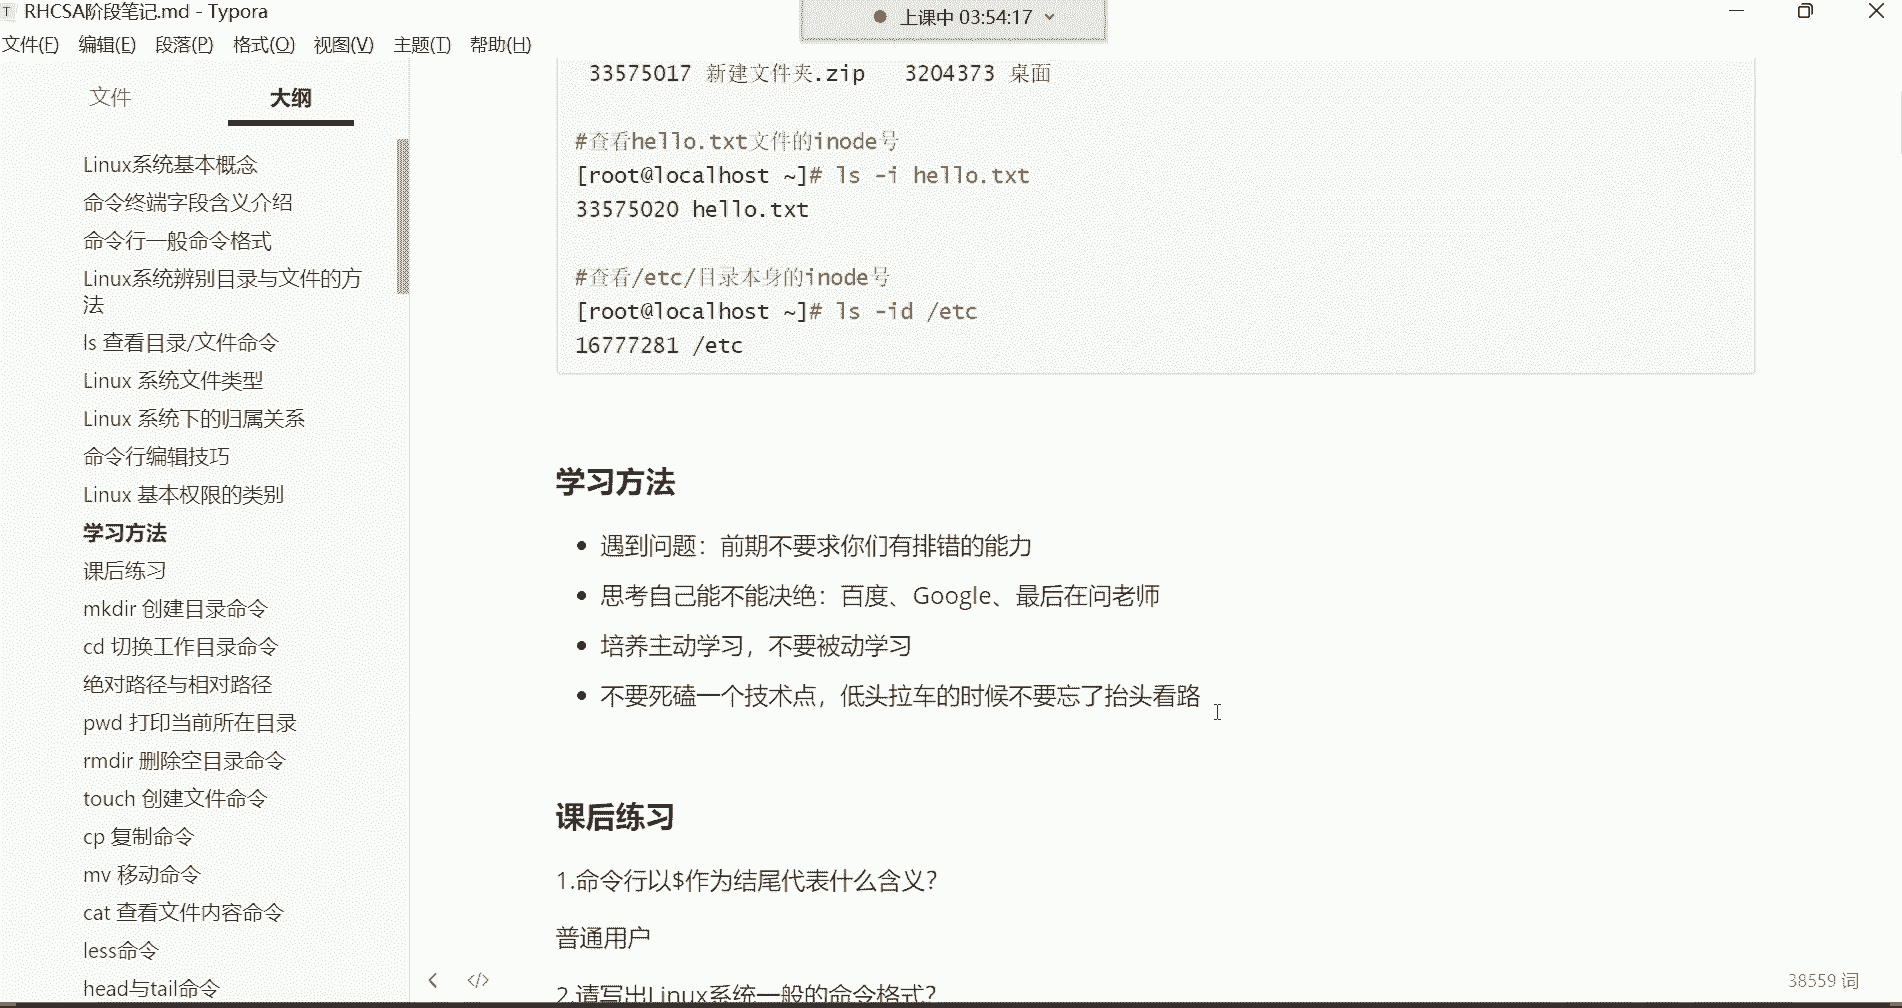 RHCSA阶段笔记.md - Typora
上课中 03:54:17
文件(F) 编辑(E) 段落(P) 格式(O) 视图(V) 主题(T) 帮助(H)
文件 大纲
Linux系统基本概念
命令终端字段含义介绍
命令行一般命令格式
Linux系统辨别目录与文件的方
法
ls 查看目录/文件命令
Linux 系统文件类型
Linux 系统下的归属关系
命令行编辑技巧
Linux 基本权限的类别
学习方法
课后练习
mkdir 创建目录命令
cd 切换工作目录命令
绝对路径与相对路径
pwd 打印当前所在目录
rmdir 删除空目录命令
touch 创建文件命令
cp 复制命令
mv 移动命令
cat 查看文件内容命令
less命令
head与tail命令
33575017 新建文件夹.zip 3204373 桌面
#查看hello.txt文件的inode号
[root@localhost ~]# ls -i hello.txt
33575020 hello.txt
#查看/etc/目录本身的inode号
[root@localhost ~]# ls -id /etc
16777281 /etc
学习方法
遇到问题：前期不要求你们有排错的能力
思考自己能不能决绝：百度、Google、最后在问老师
培养主动学习，不要被动学习
不要死磕一个技术点，低头拉车的时候不要忘了抬头看路
课后练习
1.命令行以$作为结尾代表什么含义？
普通用户
2.请写出Linux系统一般的命令格式？
38559 词